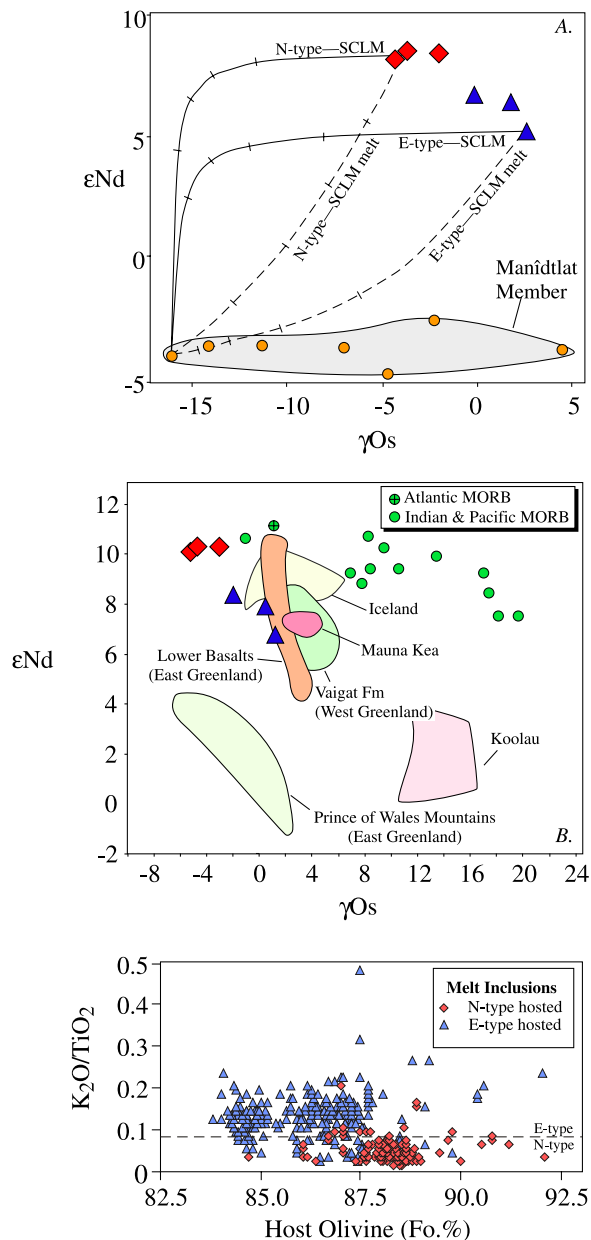 A.
10
5
0
-5
εNd
N-type—SCLM
E-type—SCLM
N-type—SCLM melt
E-type—SCLM melt
Manîdtlat
Member
-15
-10
-5
0
5
γOs
12
10
8
6
4
2
0
-2
εNd
Atlantic MORB
Indian & Pacific MORB
Iceland
Mauna Kea
Lower Basalts
(East Greenland)
Vaigat Fm
(West Greenland)
Koolau
Prince of Wales Mountains
(East Greenland)
B.
-8
-4
0
4
8
12
16
20
24
γOs
0.5
0.4
0.3
0.2
0.1
0
K₂O/TiO₂
Melt Inclusions
N-type hosted
E-type hosted
E-type
N-type
82.5
85.0
87.5
90.0
92.5
Host Olivine (Fo.%)